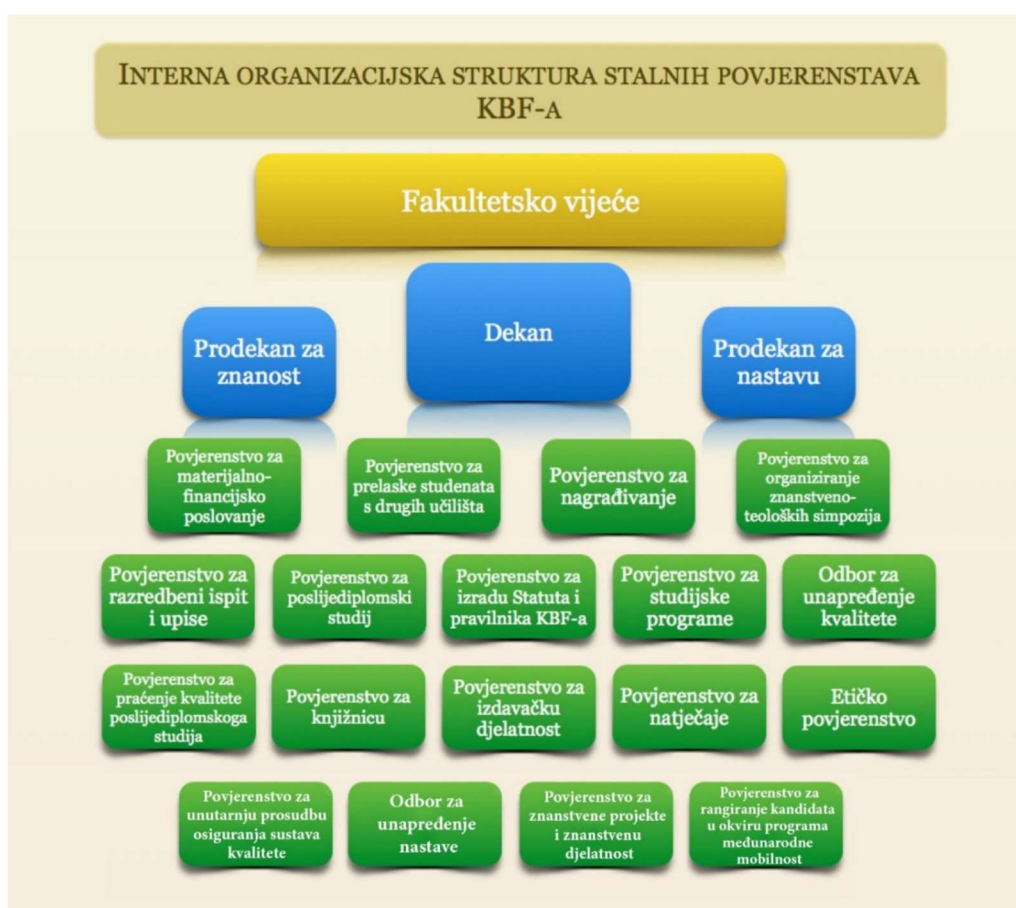 INTERNA ORGANIZACIJSKA STRUKTURA STALNIH POVJERENSTAVA
KBF-A
Fakultetsko vijeće
Dekan
Prodekan za
znanost
Prodekan za
nastavu
Povjerenstvo za
materijalno-
financijsko
poslovanje
Povjerenstvo za
prelaske studenata
s drugih učilišta
Povjerenstvo za
nagrađivanje
Povjerenstvo za
organiziranje
znanstveno-
teoloških simpozija
Povjerenstvo za
razredbeni ispit
i upise
Povjerenstvo za
poslijediplomski
studij
Povjerenstvo za
izradu Statuta i
pravilnika KBF-a
Povjerenstvo za
studijske
programe
Odbor za
unapređenje
kvalitete
Povjerenstvo za
praćenje kvalitete
poslijediplomskoga
studija
Povjerenstvo za
knjižnicu
Povjerenstvo za
izdavačku
djelatnost
Povjerenstvo za
natječaje
Etičko
povjerenstvo
Povjerenstvo za
unutarnju prosudbu
osiguranja sustava
kvalitete
Odbor za
unapređenje
nastave
Povjerenstvo za
znanstvene projekte
i znanstvenu
djelatnost
Povjerenstvo za
rangiranje kandidata
u okviru programa
međunarodne
mobilnost